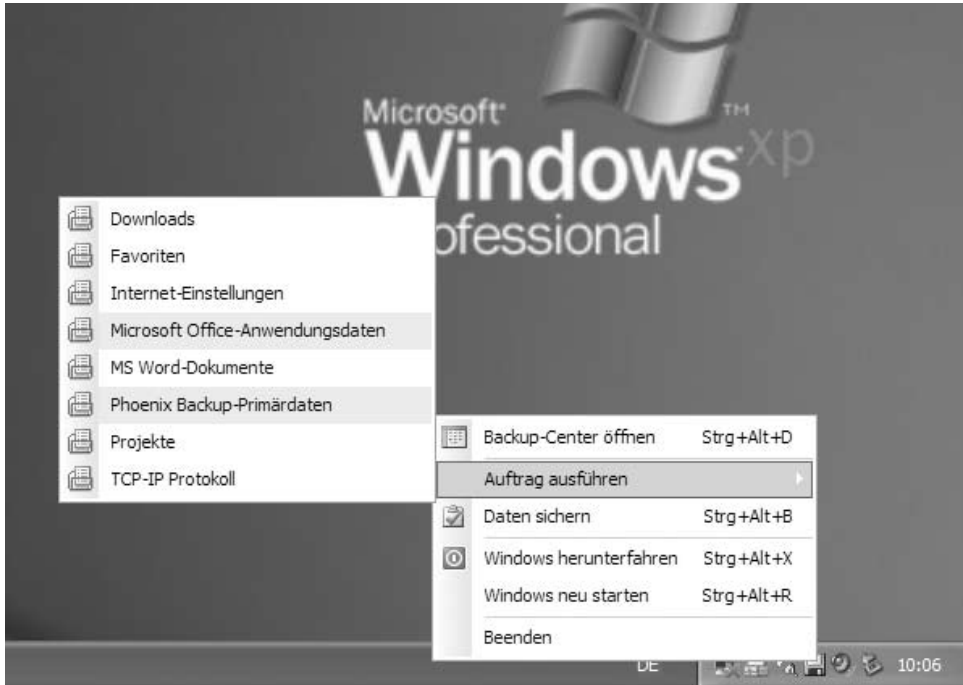 Microsoft®
Windows xp
ofessional
TM
Downloads
Favoriten
Internet-Einstellungen
Microsoft Office-Anwendungsdaten
MS Word-Dokumente
Phoenix Backup-Primärdaten
Projekte
TCP-IP Protokoll
Backup-Center öffnen Strg+Alt+D
Auftrag ausführen
Daten sichern Strg+Alt+B
Windows herunterfahren Strg+Alt+X
Windows neu starten Strg+Alt+R
Beenden
DE 10:06